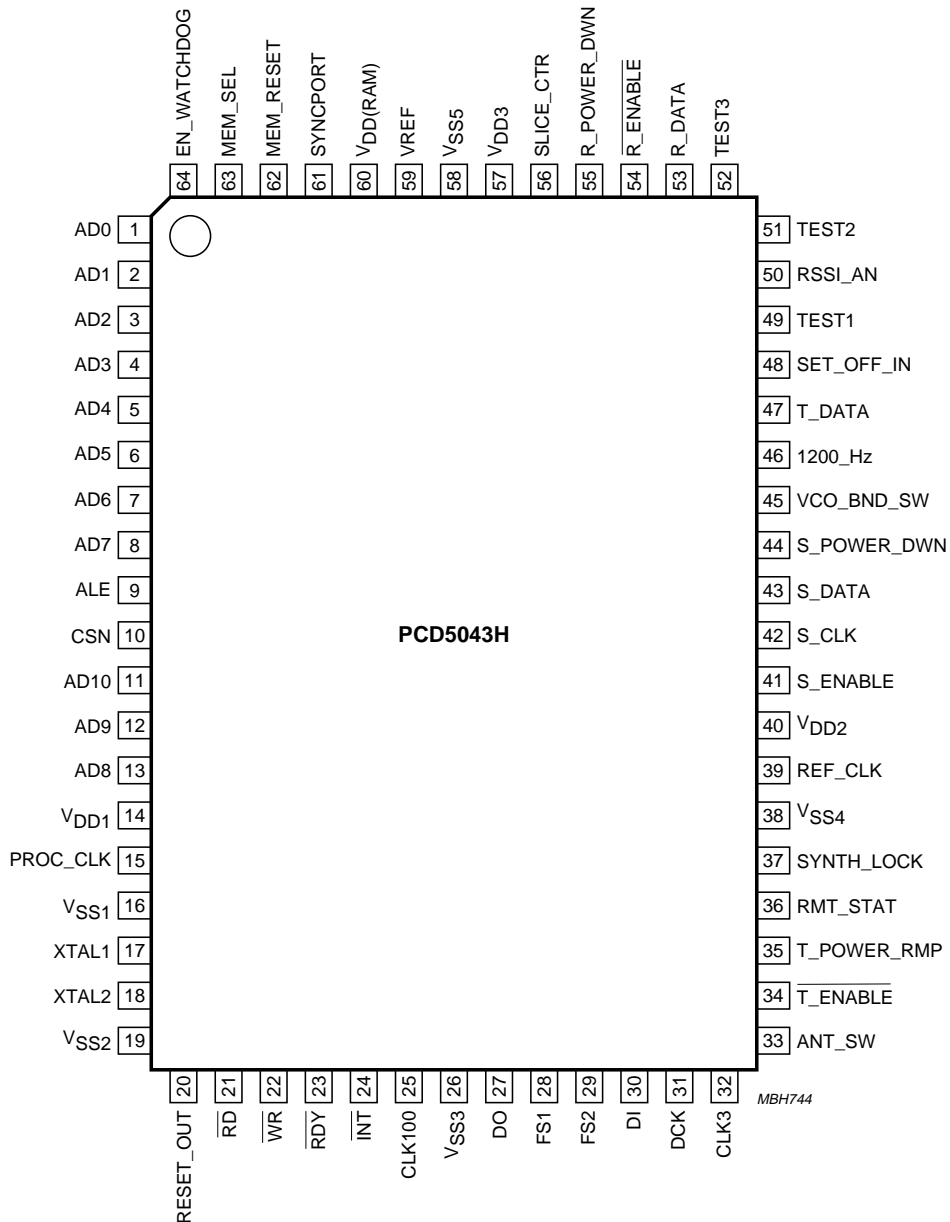 EN_WATCHDOG
MEM_SEL
MEM_RESET
SYNCPORT
VDD(RAM)
VREF
VSS5
VDD3
SLICE_CTR
R_POWER_DWN
R_ENABLE
R_DATA
TEST3
64 63 62 61 60 59 58 57 56 55 54 53 52
AD0 1
AD1 2
AD2 3
AD3 4
AD4 5
AD5 6
AD6 7
AD7 8
ALE 9
CSN 10
AD10 11
AD9 12
AD8 13
VDD1 14
PROC_CLK 15
VSS1 16
XTAL1 17
XTAL2 18
VSS2 19
PCD5043H
51 TEST2
50 RSSI_AN
49 TEST1
48 SET_OFF_IN
47 T_DATA
46 1200_Hz
45 VCO_BND_SW
44 S_POWER_DWN
43 S_DATA
42 S_CLK
41 S_ENABLE
40 VDD2
39 REF_CLK
38 VSS4
37 SYNTH_LOCK
36 RMT_STAT
35 T_POWER_RMP
34 T_ENABLE
33 ANT_SW
20 21 22 23 24 25 26 27 28 29 30 31 32
RESET_OUT
RD
WR
RDY
INT
CLK100
VSS3
DO
FS1
FS2
DI
DCK
CLK3
MBH744